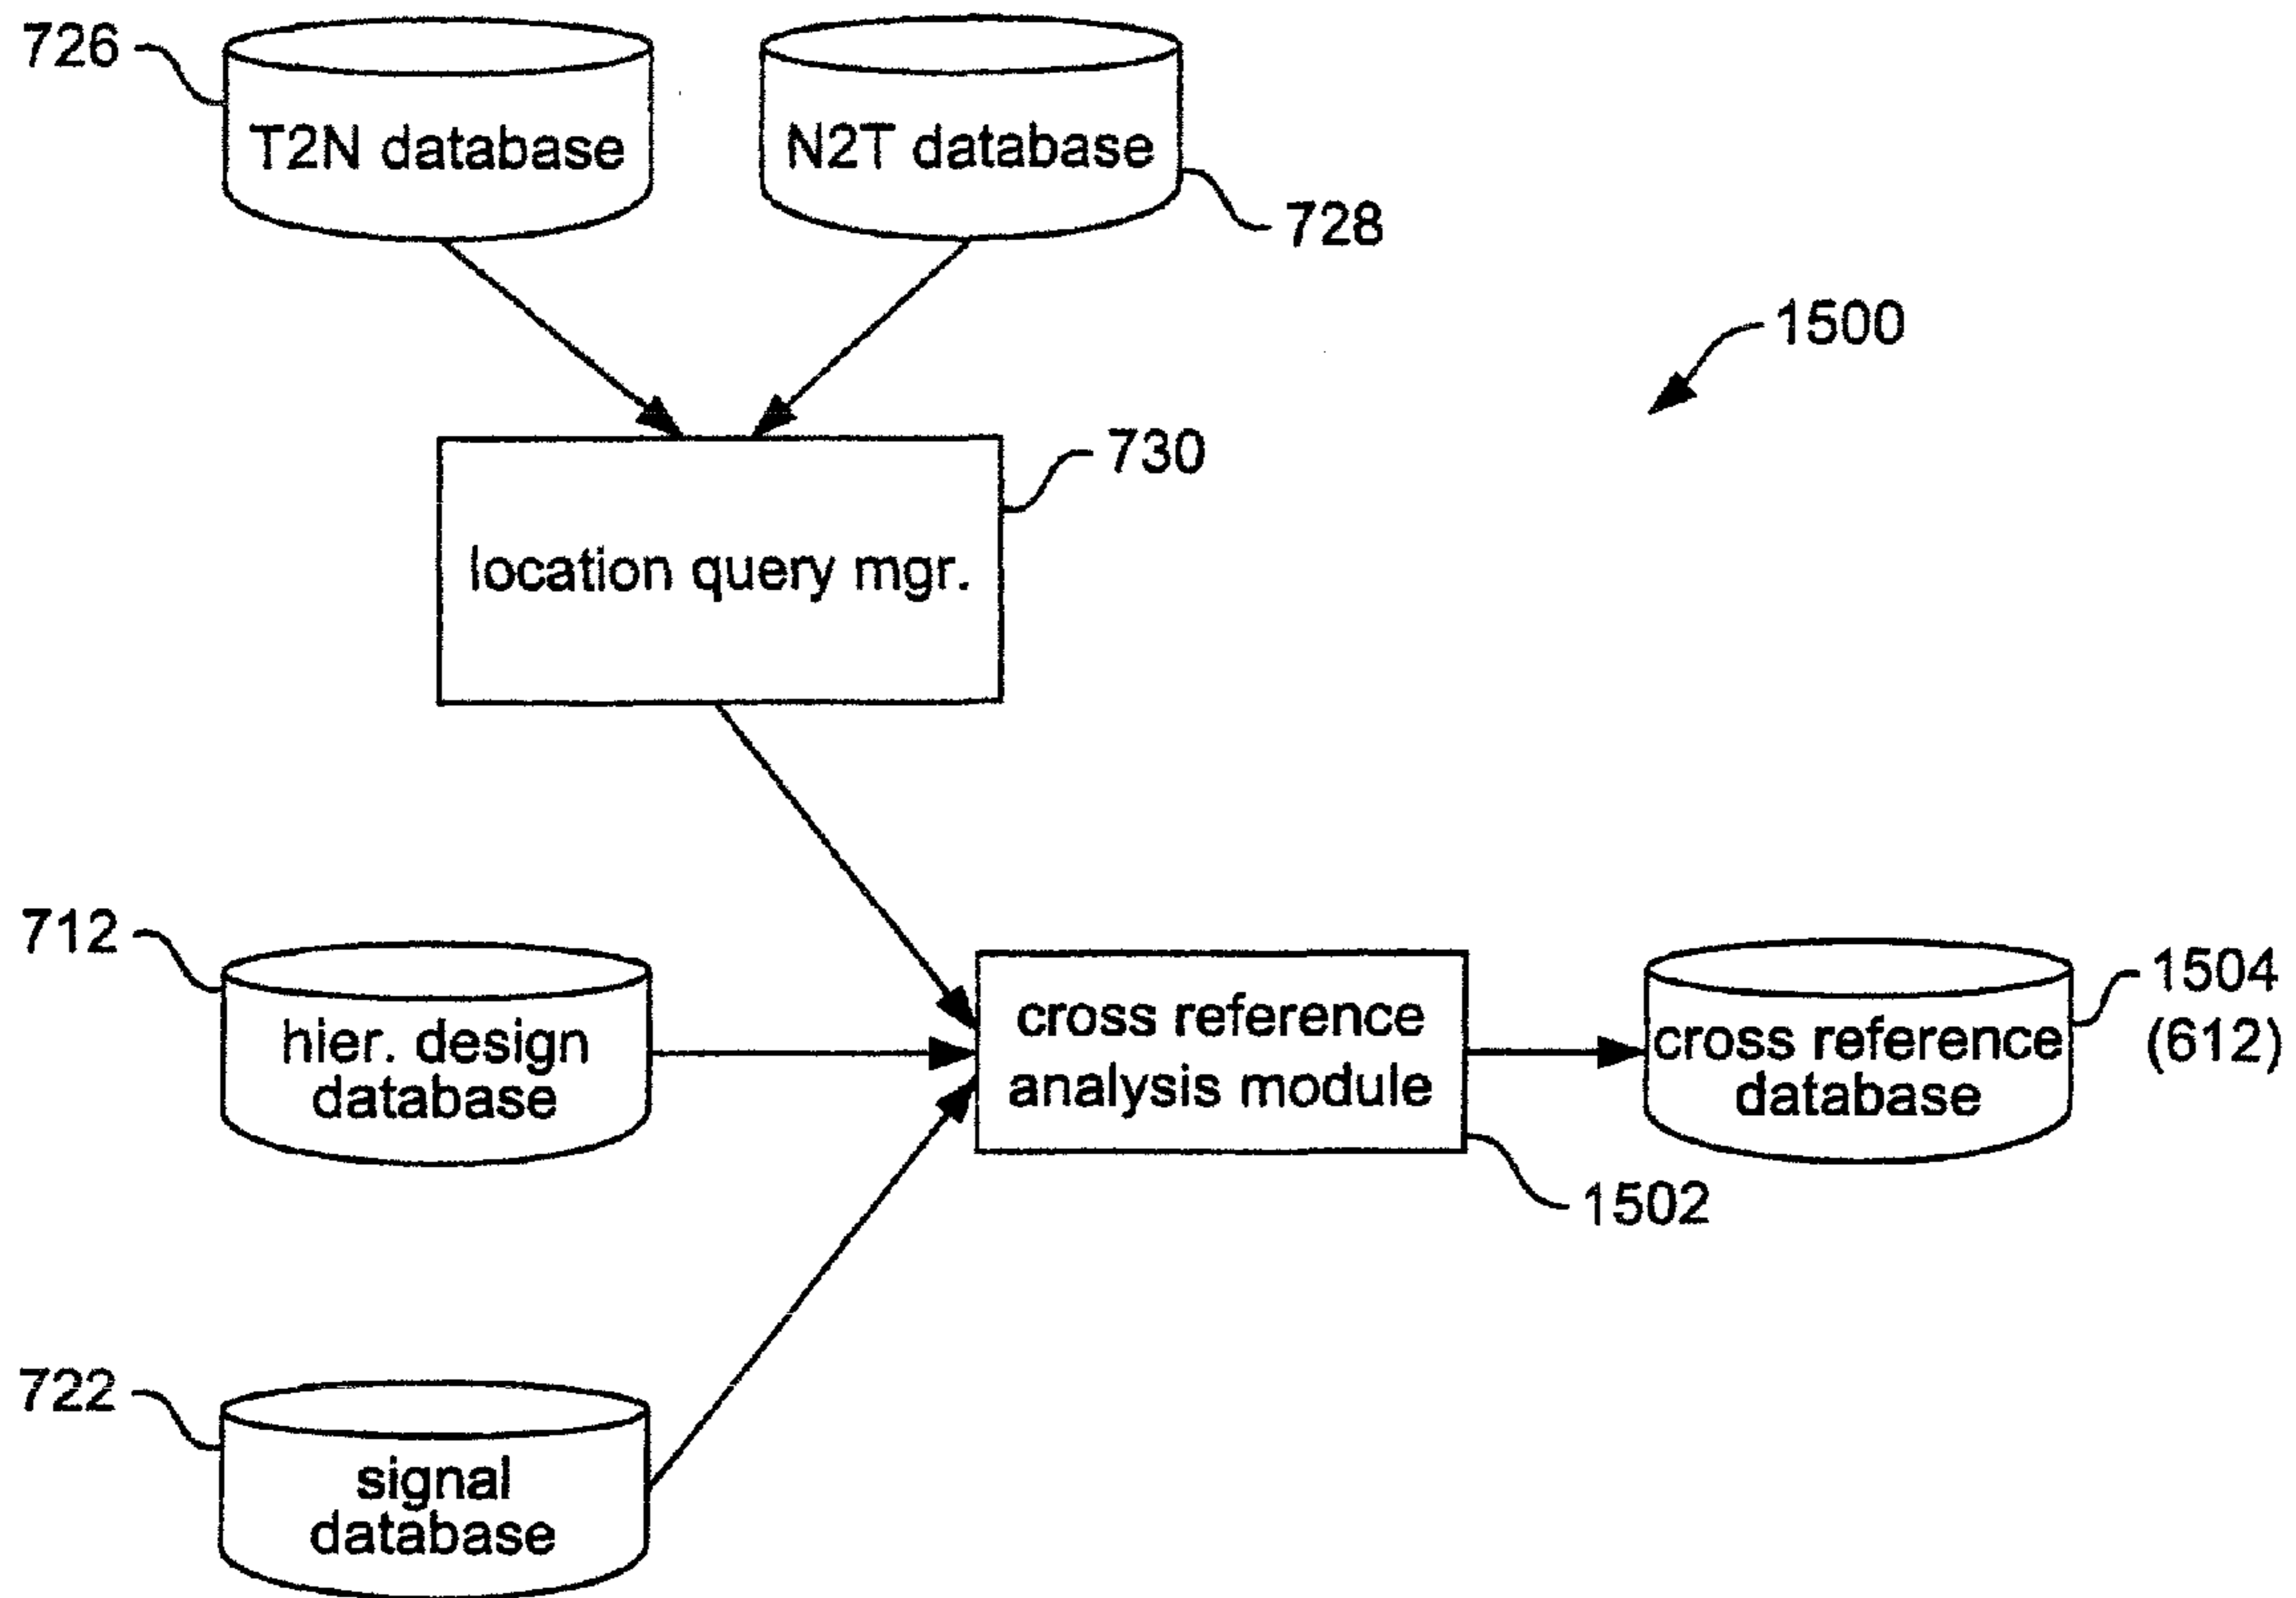 726
T2N database
N2T database
728
1500
730
location query mgr.
712
hier. design
database
cross reference
analysis module
1502
cross reference
database
1504
(612)
722
signal
database